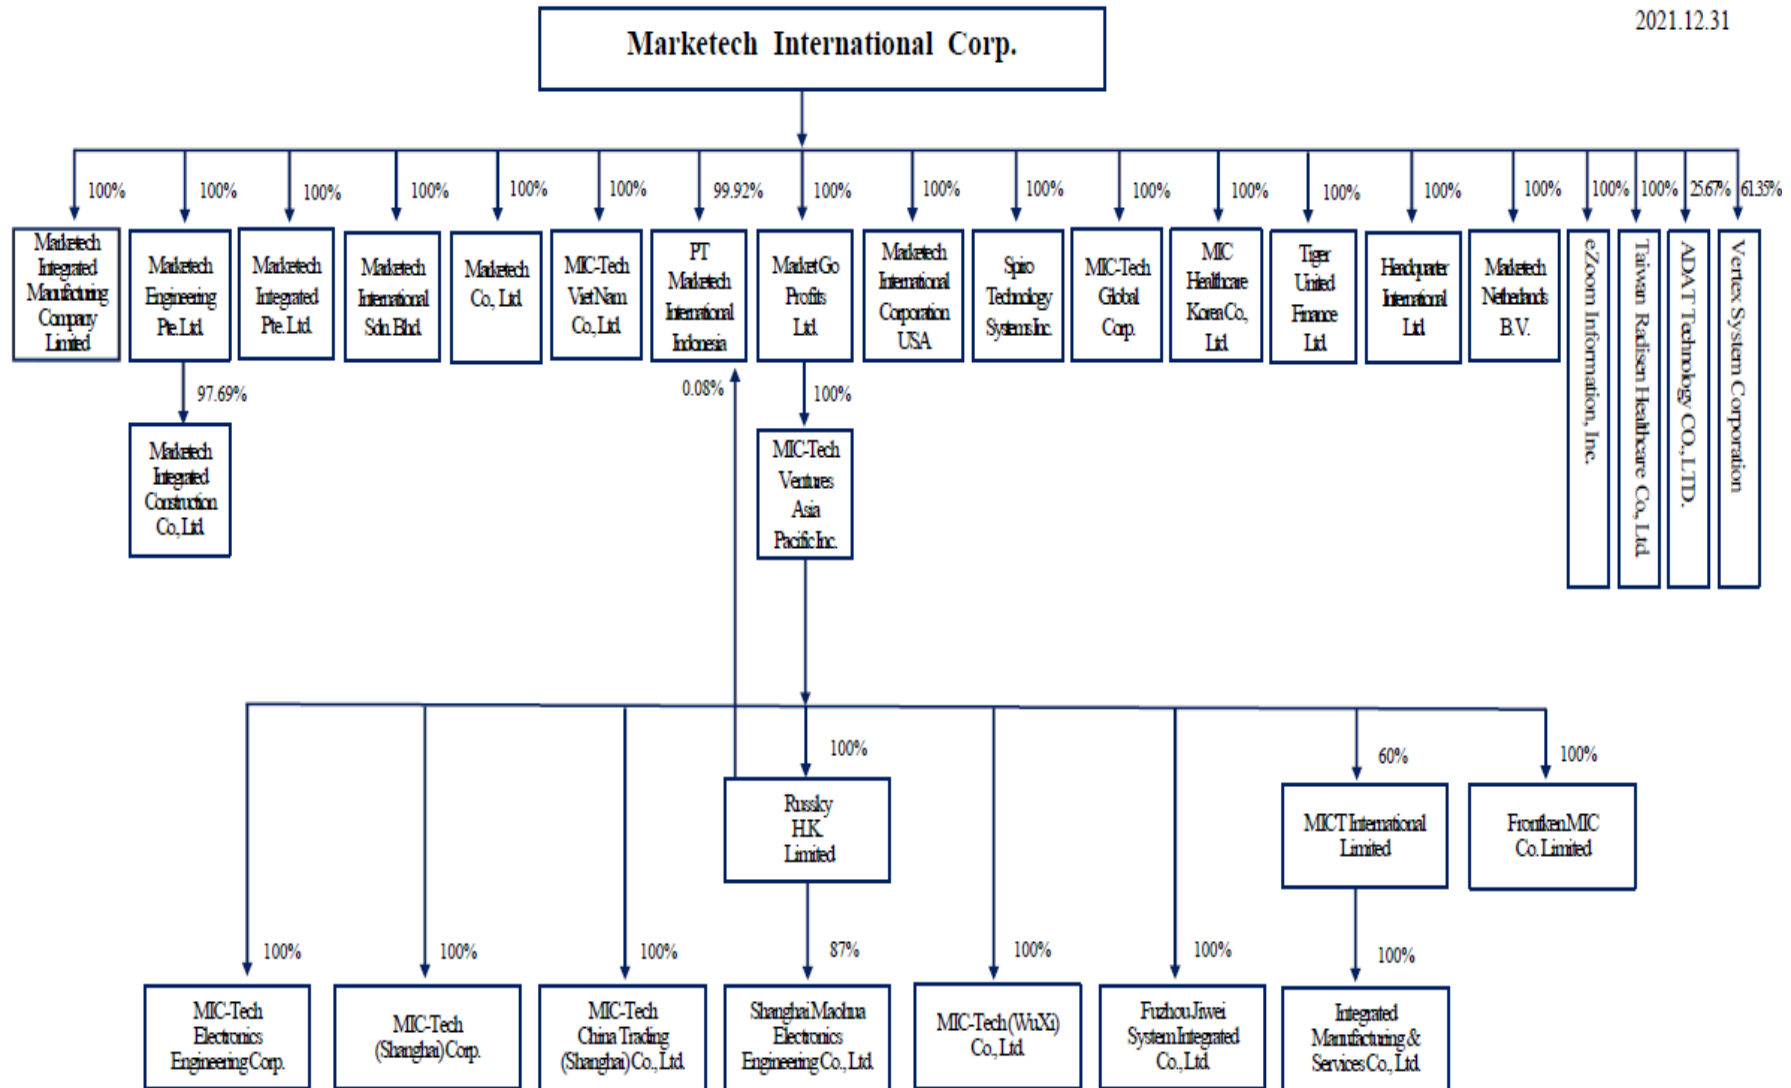 2021.12.31
Marketech International Corp.
100%
100%
100%
100%
100%
100%
99.92%
100%
100%
100%
100%
100%
100%
100%
100%
100%
100%
25.67%
61.35%
Marketech
Integrated
Manufacturing
Company
Limited
Marketech
Engineering
Pte. Ltd.
Marketech
Integrated
Pte. Ltd.
Marketech
International
Sdn. Bhd.
Marketech
Co., Ltd.
MIC-Tech
Viet Nam
Co., Ltd.
PT
Marketech
International
Indonesia
Market Go
Profits
Ltd.
Marketech
International
Corporation
USA
Spiro
Technology
Systems Inc.
MIC-Tech
Global
Corp.
MIC
Healthcare
Korea Co.,
Ltd.
Tiger
United
Finance
Ltd.
Headquarter
International
Ltd.
Marketech
Netherlands
B.V.
eZoom Information, Inc.
Taiwan Radisen Healthcare Co., Ltd.
ADAT Technology CO., LTD.
Vertex System Corporation
97.69%
0.08%
100%
Marketech
Integrated
Construction
Co., Ltd.
MIC-Tech
Ventures
Asia
Pacific Inc.
100%
60%
100%
Russky
H.K.
Limited
MICT International
Limited
Frontken MIC
Co. Limited
100%
100%
100%
87%
100%
100%
100%
MIC-Tech
Electronics
Engineering Corp.
MIC-Tech
(Shanghai) Corp.
MIC-Tech
China Trading
(Shanghai) Co., Ltd.
Shanghai Maohua
Electronics
Engineering Co., Ltd.
MIC-Tech (WuXi)
Co., Ltd.
Fuzhou Jiwei
System Integrated
Co., Ltd.
Integrated
Manufacturing &
Services Co., Ltd.